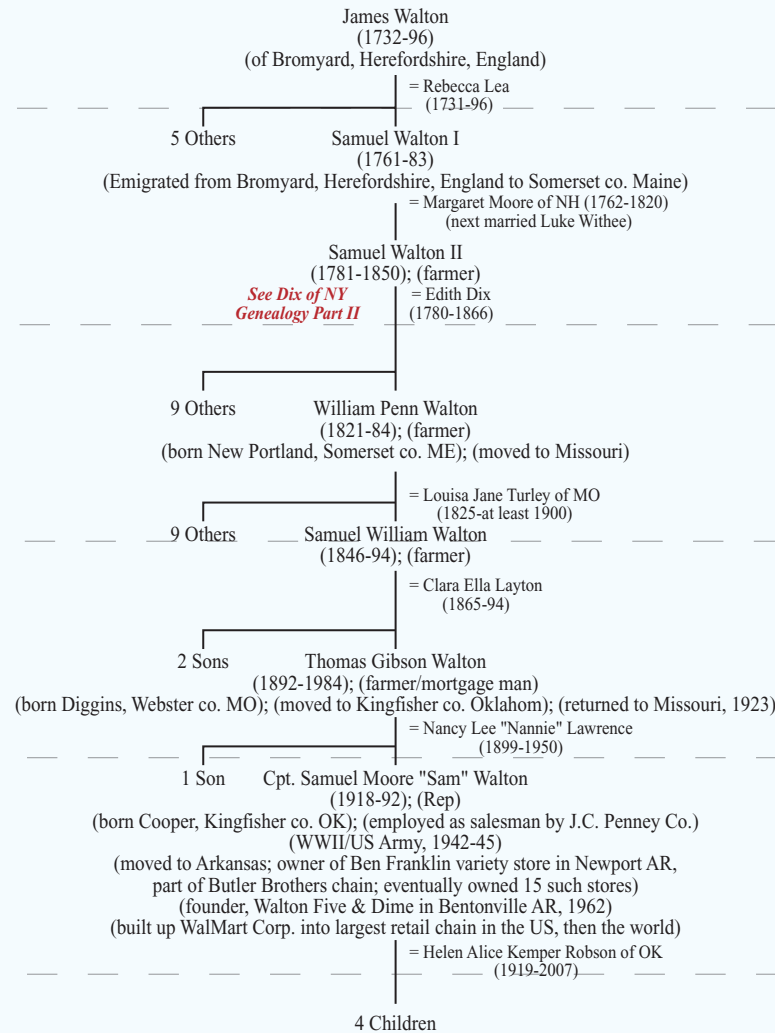 James Walton
(1732-96)
(of Bromyard, Herefordshire, England)
= Rebecca Lea
(1731-96)
5 Others
Samuel Walton I
(1761-83)
(Emigrated from Bromyard, Herefordshire, England to Somerset co. Maine)
= Margaret Moore of NH (1762-1820)
(next married Luke Withee)
Samuel Walton II
(1781-1850); (farmer)
See Dix of NY
Genealogy Part II
= Edith Dix
(1780-1866)
9 Others
William Penn Walton
(1821-84); (farmer)
(born New Portland, Somerset co. ME); (moved to Missouri)
= Louisa Jane Turley of MO
(1825-at least 1900)
9 Others
Samuel William Walton
(1846-94); (farmer)
= Clara Ella Layton
(1865-94)
2 Sons
Thomas Gibson Walton
(1892-1984); (farmer/mortgage man)
(born Diggins, Webster co. MO); (moved to Kingfisher co. Oklahom); (returned to Missouri, 1923)
= Nancy Lee "Nannie" Lawrence
(1899-1950)
1 Son
Cpt. Samuel Moore "Sam" Walton
(1918-92); (Rep)
(born Cooper, Kingfisher co. OK); (employed as salesman by J.C. Penney Co.)
(WWII/US Army, 1942-45)
(moved to Arkansas; owner of Ben Franklin variety store in Newport AR,
part of Butler Brothers chain; eventually owned 15 such stores)
(founder, Walton Five & Dime in Bentonville AR, 1962)
(built up WalMart Corp. into largest retail chain in the US, then the world)
= Helen Alice Kemper Robson of OK
(1919-2007)
4 Children